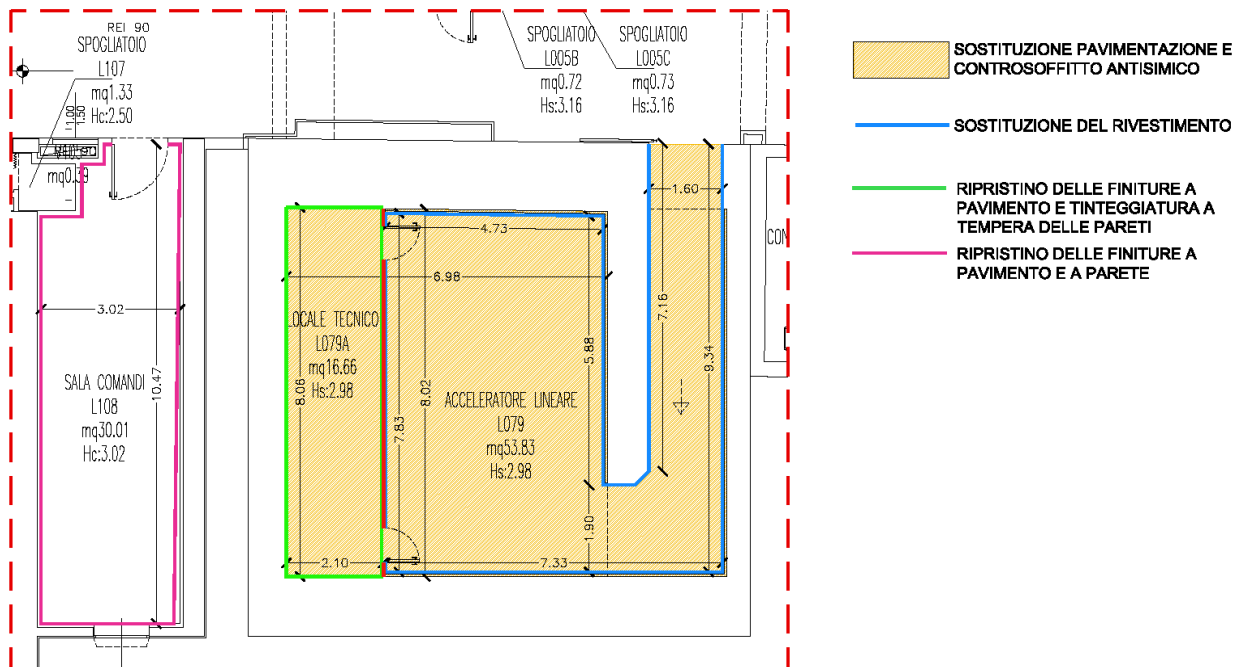 REI 90
SPOGLIATOIO
L107
mq1.33
Hc:2.50
1.00
1.50
mq0.39
SPOGLIATOIO
L005B
mq0.72
Hs:3.16
SPOGLIATOIO
L005C
mq0.73
Hs:3.16
1.60
CON
4.73
6.98
7.16
5.88
9.34
3.02
10.47
SALA COMANDI
L108
mq30.01
Hc:3.02
LOCALE TECNICO
L079A
mq16.66
Hs:2.98
8.06
7.83
8.02
ACCELERATORE LINEARE
L079
mq53.83
Hs:2.98
1.90
2.10
7.33
SOSTITUZIONE PAVIMENTAZIONE E
CONTROSOFFITTO ANTISIMICO
SOSTITUZIONE DEL RIVESTIMENTO
RIPRISTINO DELLE FINITURE A
PAVIMENTO E TINTEGGIATURA A
TEMPERA DELLE PARETI
RIPRISTINO DELLE FINITURE A
PAVIMENTO E A PARETE